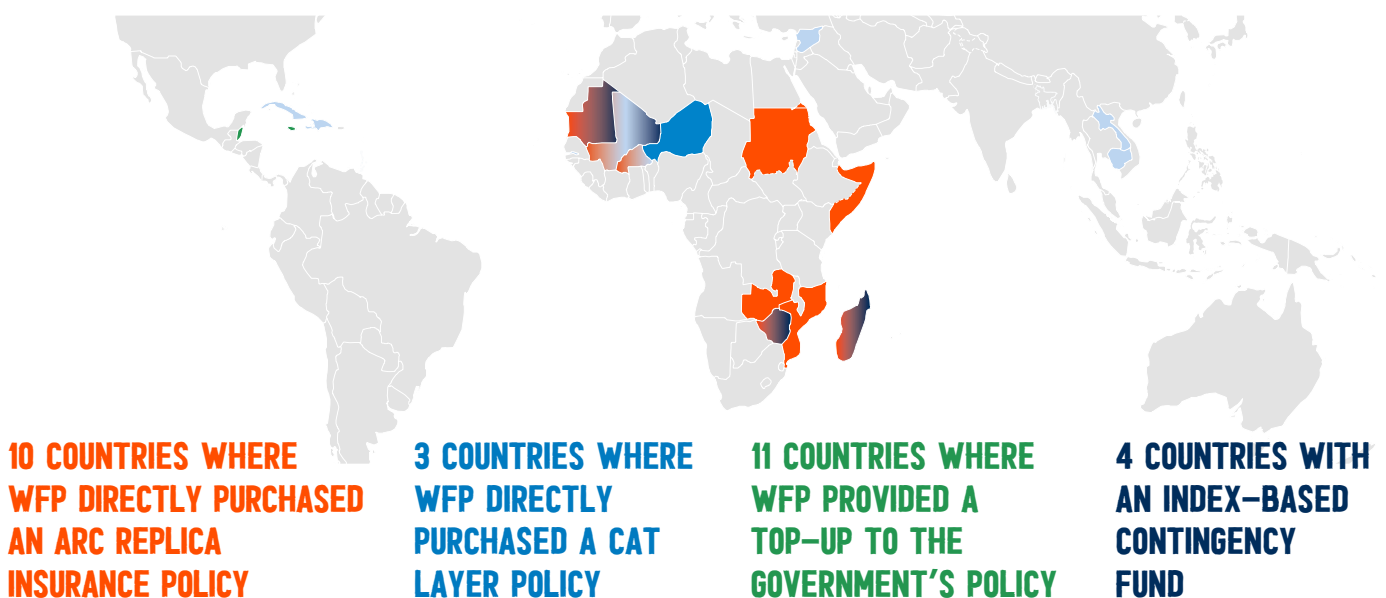 10 COUNTRIES WHERE
WFP DIRECTLY PURCHASED
AN ARC REPLICA
INSURANCE POLICY
3 COUNTRIES WHERE
WFP DIRECTLY
PURCHASED A CAT
LAYER POLICY
11 COUNTRIES WHERE
WFP PROVIDED A
TOP–UP TO THE
GOVERNMENT'S POLICY
4 COUNTRIES WITH
AN INDEX–BASED
CONTINGENCY
FUND